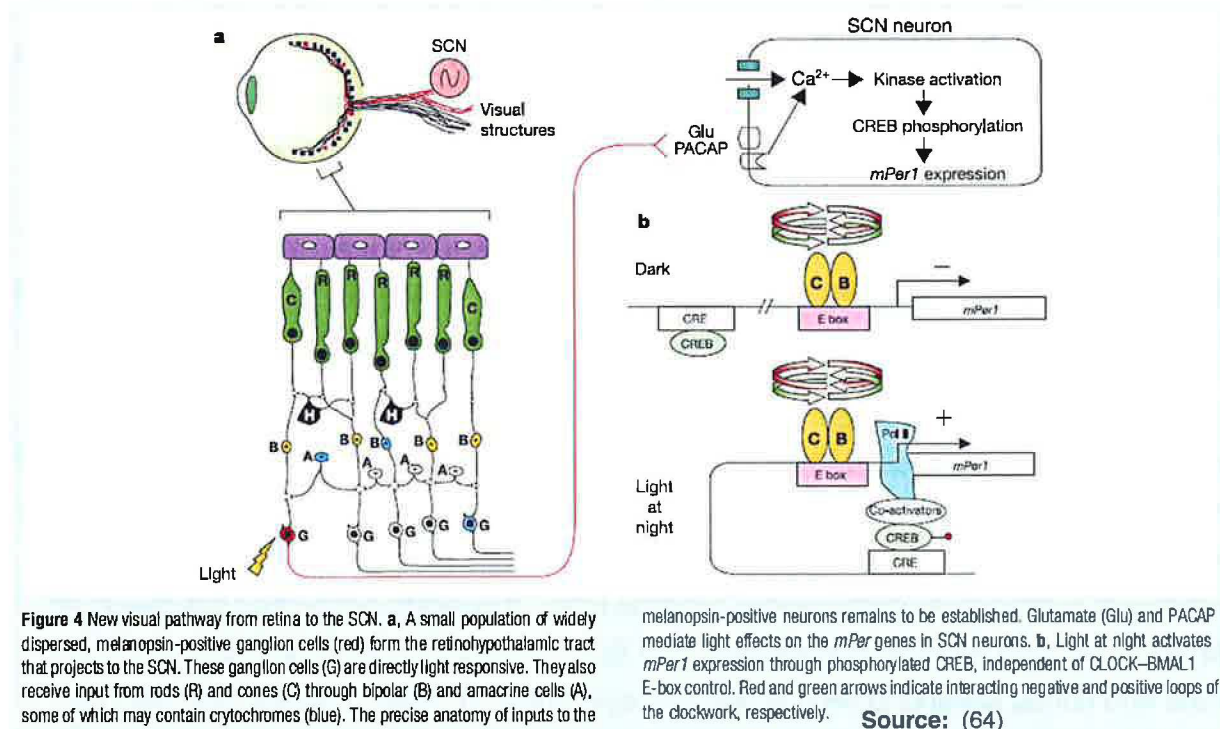 a
SCN
Visual
structures
SCN neuron
Ca²⁺
Kinase activation
CREB phosphorylation
mPer1 expression
Glu
PACAP
C
R
R
R
R
R
C
H
H
B
B
B
B
B
A
A
A
A
G
G
G
G
G
Light
b
Dark
C B
E box
CRE
CREB
–
mPer1
Light
at
night
C B
E box
Pol II
+
mPer1
Co-activators
CREB
CRE
Figure 4 New visual pathway from retina to the SCN. a, A small population of widely
dispersed, melanopsin-positive ganglion cells (red) form the retinohypothalamic tract
that projects to the SCN. These ganglion cells (G) are directly light responsive. They also
receive input from rods (R) and cones (C) through bipolar (B) and amacrine cells (A),
some of which may contain crytochromes (blue). The precise anatomy of inputs to the
melanopsin-positive neurons remains to be established. Glutamate (Glu) and PACAP
mediate light effects on the mPer genes in SCN neurons. b, Light at night activates
mPer1 expression through phosphorylated CREB, independent of CLOCK–BMAL1
E-box control. Red and green arrows indicate interacting negative and positive loops of
the clockwork, respectively.
Source: (64)